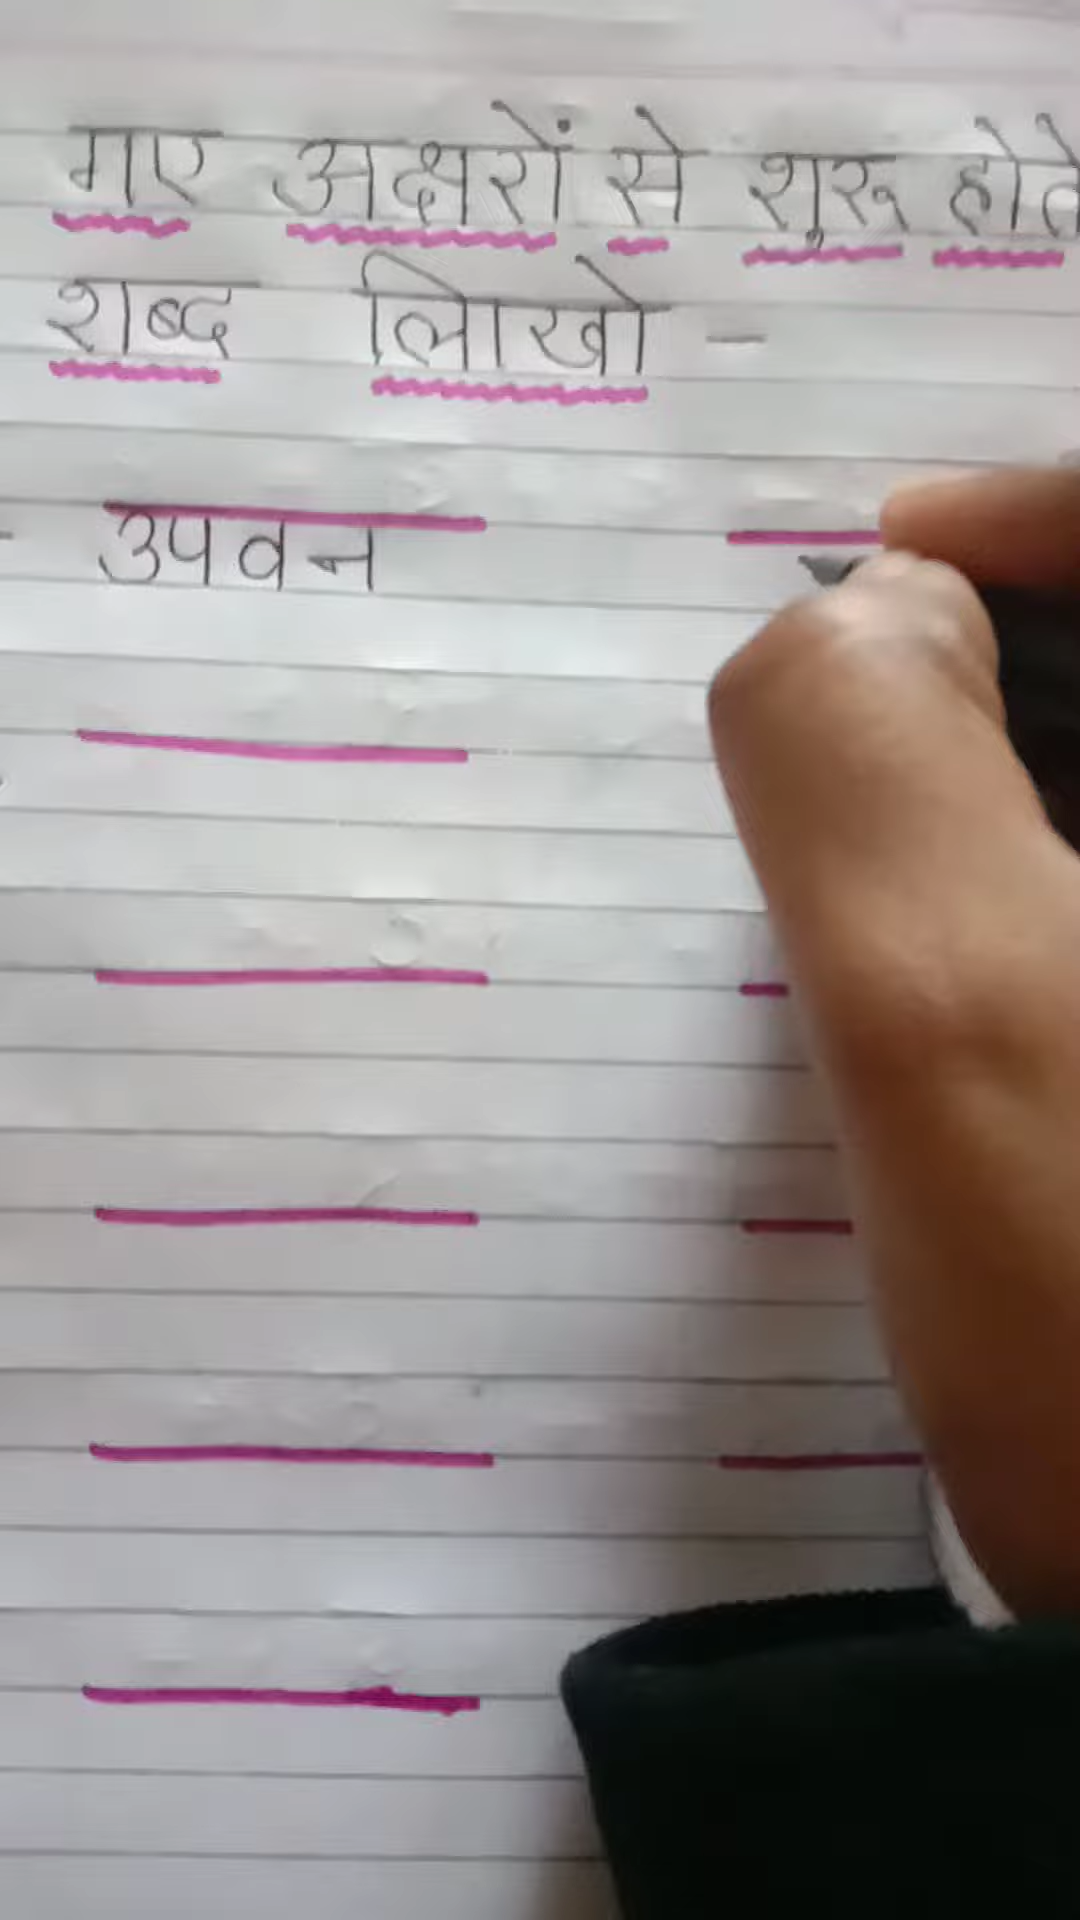 गए अक्षरों से शुरू होते
शब्द लिखो -
- उपवन